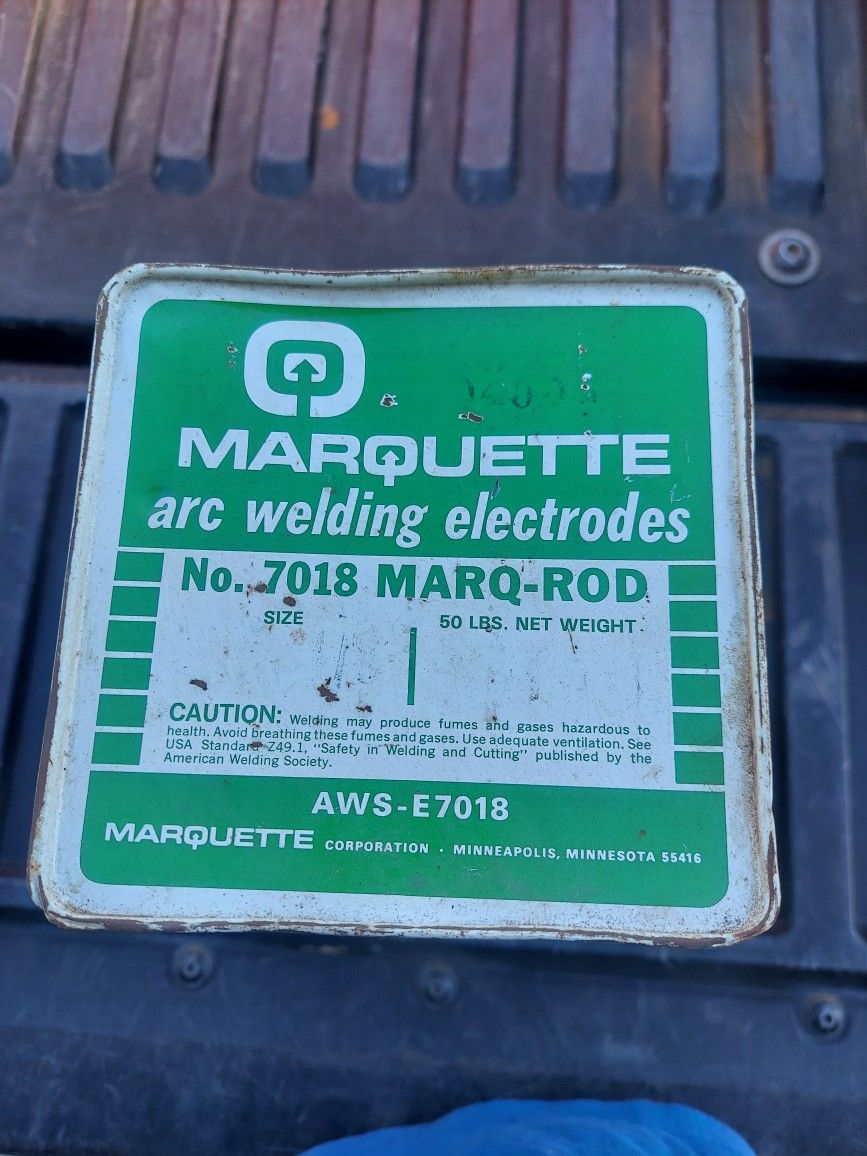 MARQUETTE
arc welding electrodes
No. 7018 MARQ-ROD
SIZE 50 LBS. NET WEIGHT
CAUTION: Welding may produce fumes and gases hazardous to
health. Avoid breathing these fumes and gases. Use adequate ventilation. See
USA Standard Z49.1, "Safety in Welding and Cutting" published by the
American Welding Society.
AWS-E7018
MARQUETTE CORPORATION · MINNEAPOLIS, MINNESOTA 55416